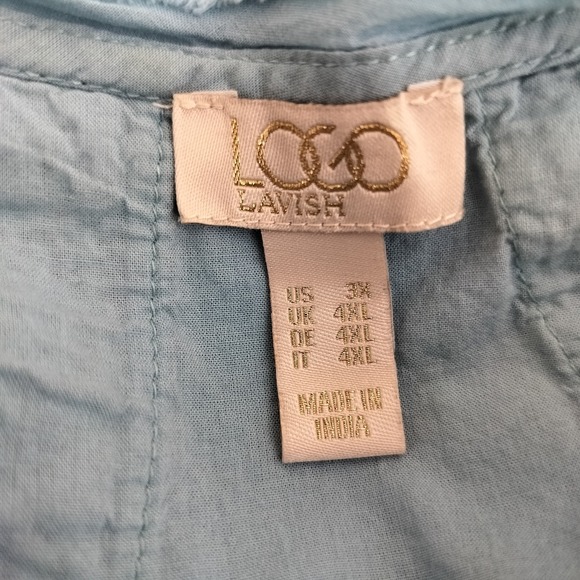 LOGO
LAVISH
US 3X
UK 4XL
DE 4XL
IT 4XL
MADE IN
INDIA